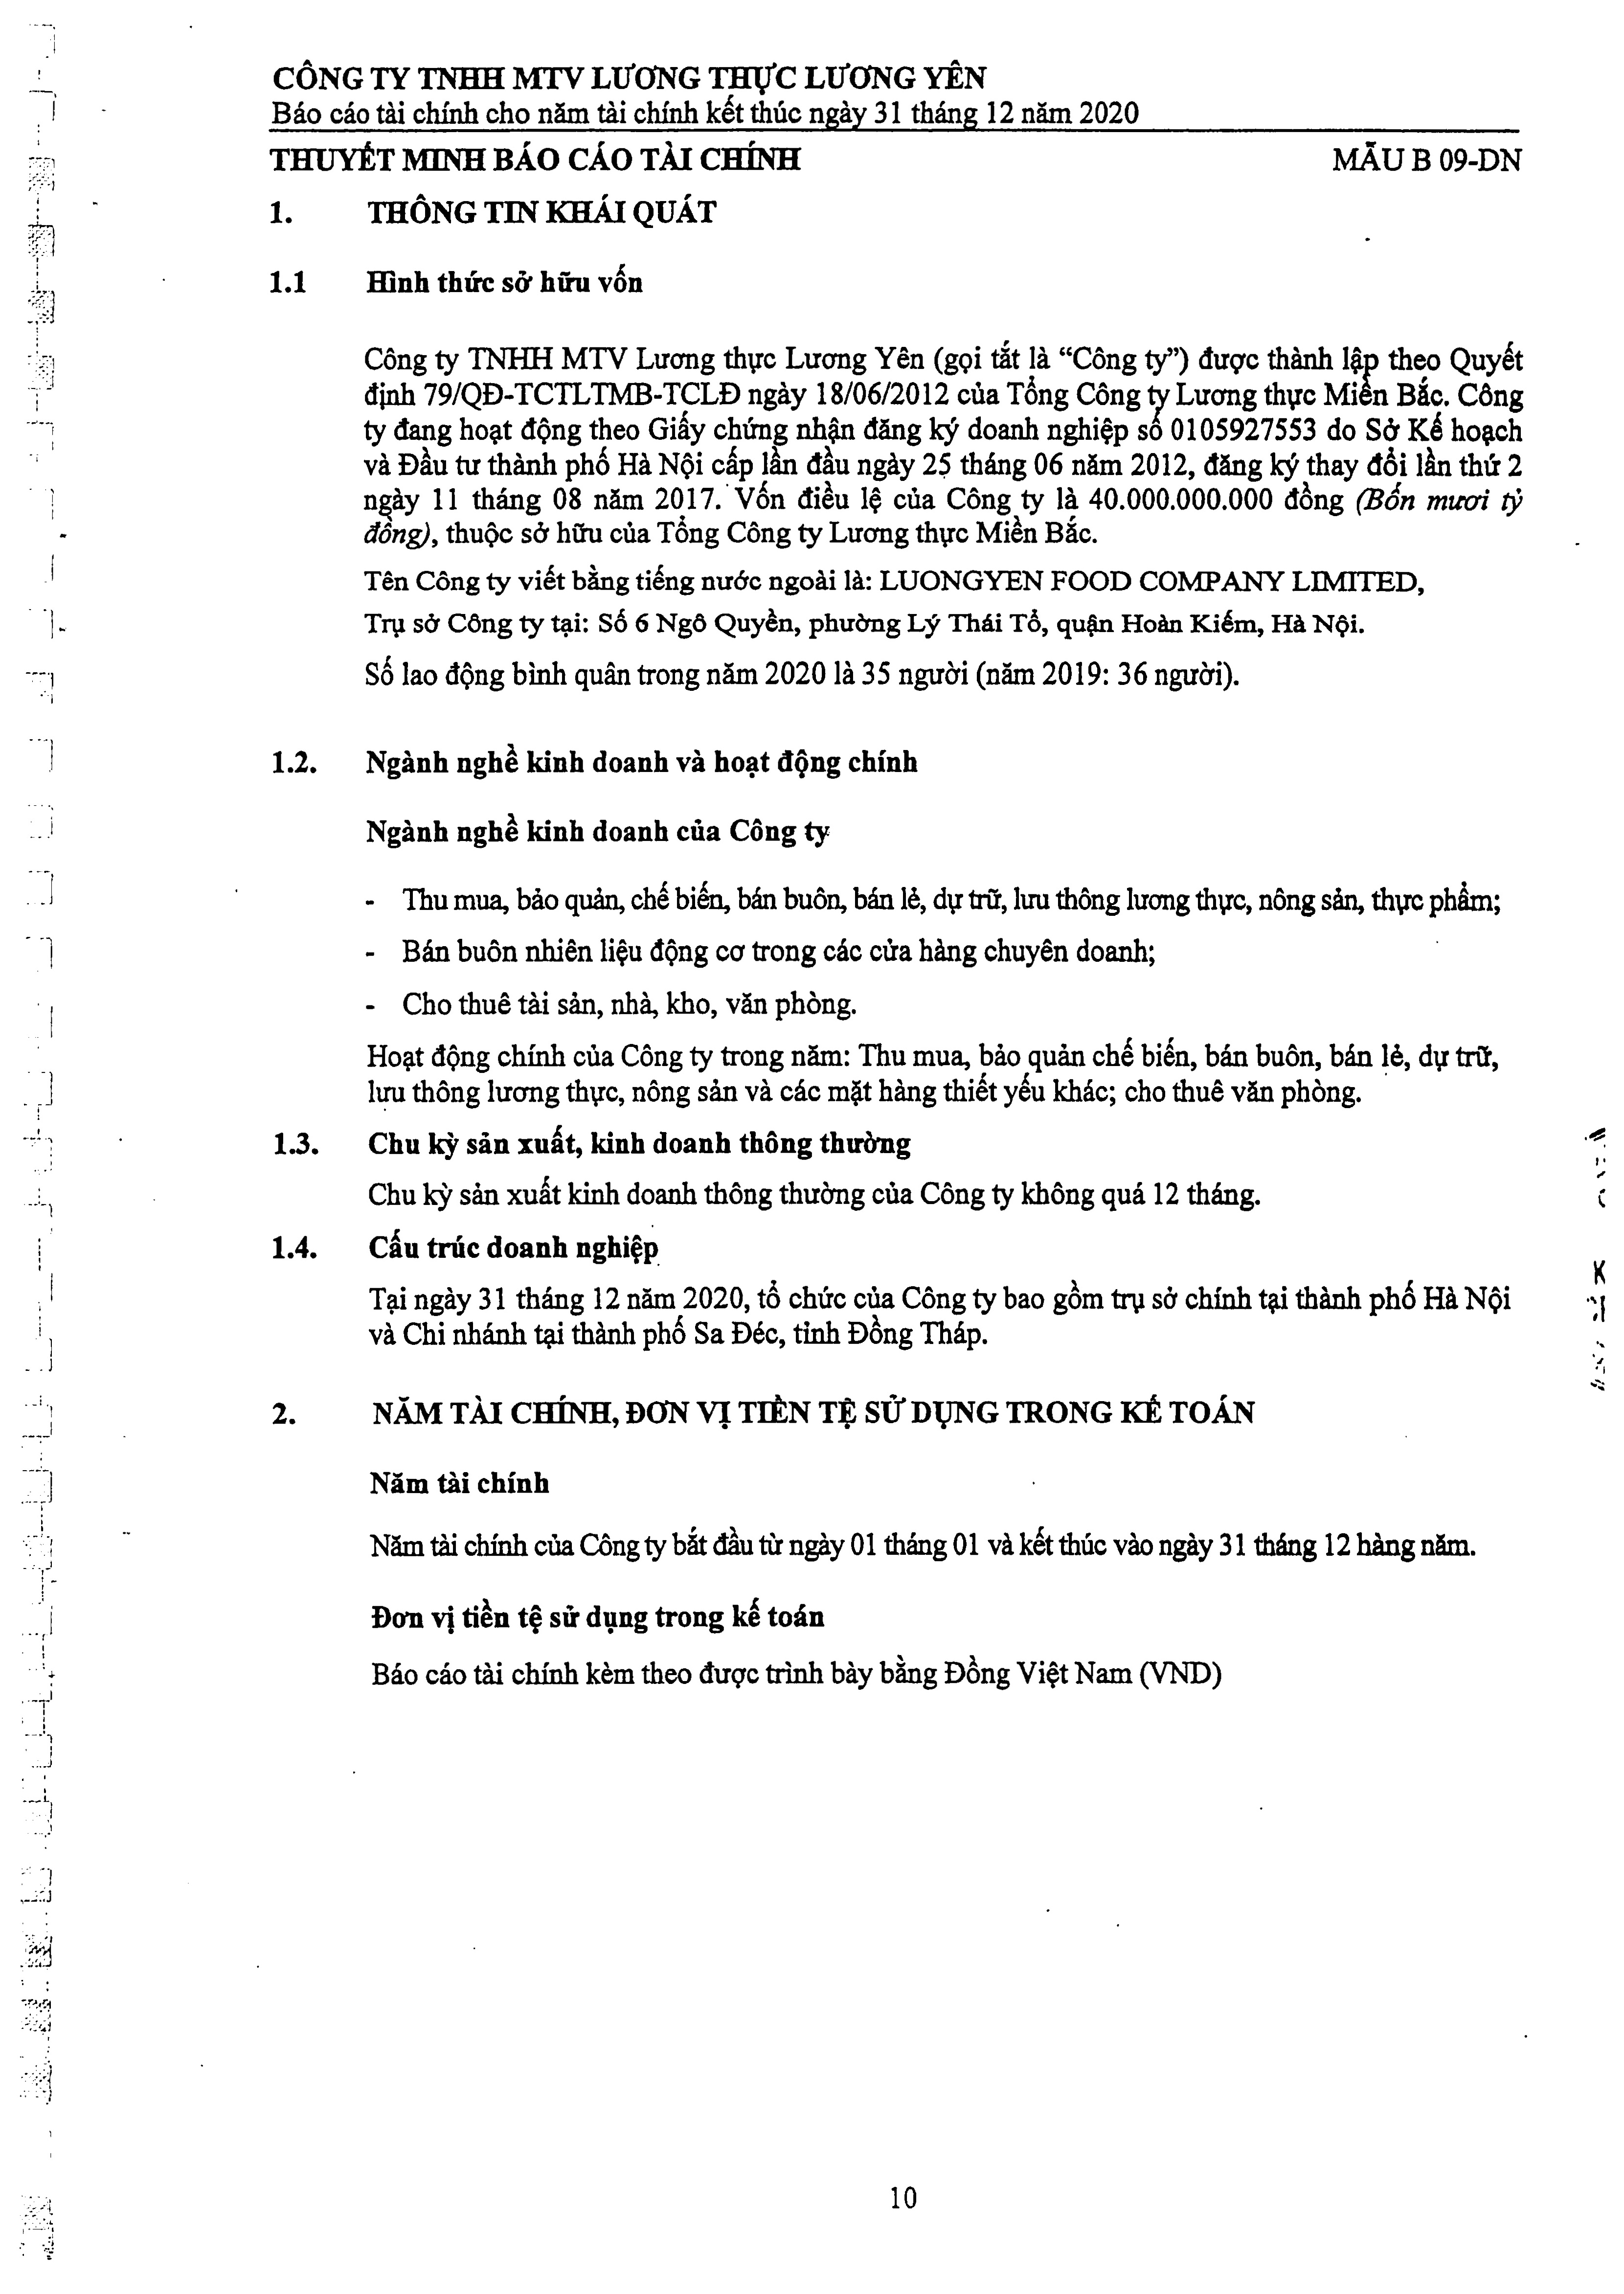 CÔNG TY TNHH MTV LƯƠNG THỰC LƯƠNG YÊN
Báo cáo tài chính cho năm tài chính kết thúc ngày 31 tháng 12 năm 2020
THUYẾT MINH BÁO CÁO TÀI CHÍNH MẪU B 09-DN
1. THÔNG TIN KHÁI QUÁT
1.1 Hình thức sở hữu vốn
Công ty TNHH MTV Lương thực Lương Yên (gọi tắt là “Công ty”) được thành lập theo Quyết
định 79/QĐ-TCTLTMB-TCLĐ ngày 18/06/2012 của Tổng Công ty Lương thực Miền Bắc. Công
ty đang hoạt động theo Giấy chứng nhận đăng ký doanh nghiệp số 0105927553 do Sở Kế hoạch
và Đầu tư thành phố Hà Nội cấp lần đầu ngày 25 tháng 06 năm 2012, đăng ký thay đổi lần thứ 2
ngày 11 tháng 08 năm 2017. Vốn điều lệ của Công ty là 40.000.000.000 đồng (Bốn mươi tỷ
đồng), thuộc sở hữu của Tổng Công ty Lương thực Miền Bắc.
Tên Công ty viết bằng tiếng nước ngoài là: LUONGYEN FOOD COMPANY LIMITED,
Trụ sở Công ty tại: Số 6 Ngô Quyền, phường Lý Thái Tổ, quận Hoàn Kiếm, Hà Nội.
Số lao động bình quân trong năm 2020 là 35 người (năm 2019: 36 người).
1.2. Ngành nghề kinh doanh và hoạt động chính
Ngành nghề kinh doanh của Công ty
- Thu mua, bảo quản, chế biến, bán buôn, bán lẻ, dự trữ, lưu thông lương thực, nông sản, thực phẩm;
- Bán buôn nhiên liệu động cơ trong các cửa hàng chuyên doanh;
- Cho thuê tài sản, nhà, kho, văn phòng.
Hoạt động chính của Công ty trong năm: Thu mua, bảo quản chế biến, bán buôn, bán lẻ, dự trữ,
lưu thông lương thực, nông sản và các mặt hàng thiết yếu khác; cho thuê văn phòng.
1.3. Chu kỳ sản xuất, kinh doanh thông thường
Chu kỳ sản xuất kinh doanh thông thường của Công ty không quá 12 tháng.
1.4. Cấu trúc doanh nghiệp
Tại ngày 31 tháng 12 năm 2020, tổ chức của Công ty bao gồm trụ sở chính tại thành phố Hà Nội
và Chi nhánh tại thành phố Sa Đéc, tỉnh Đồng Tháp.
2. NĂM TÀI CHÍNH, ĐƠN VỊ TIỀN TỆ SỬ DỤNG TRONG KẾ TOÁN
Năm tài chính
Năm tài chính của Công ty bắt đầu từ ngày 01 tháng 01 và kết thúc vào ngày 31 tháng 12 hàng năm.
Đơn vị tiền tệ sử dụng trong kế toán
Báo cáo tài chính kèm theo được trình bày bằng Đồng Việt Nam (VND)
10